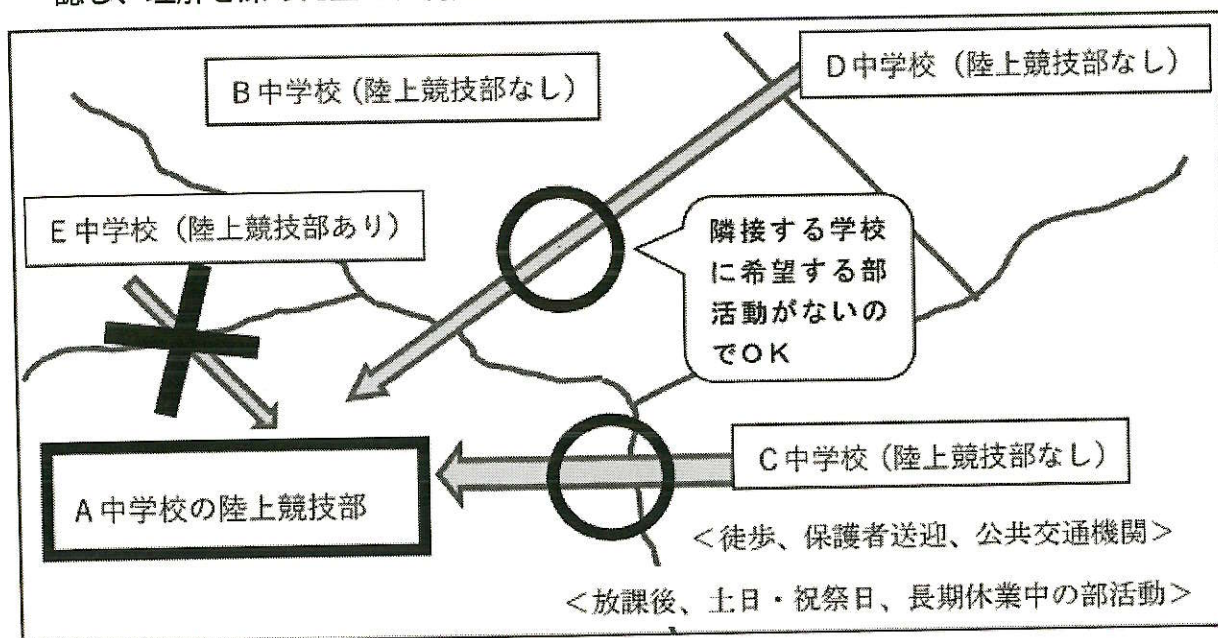 B中学校（陸上競技部なし）
D中学校（陸上競技部なし）
E中学校（陸上競技部あり）
隣接する学校
に希望する部
活動がないの
でOK
C中学校（陸上競技部なし）
A中学校の陸上競技部
＜徒歩、保護者送迎、公共交通機関＞
＜放課後、土日・祝祭日、長期休業中の部活動＞